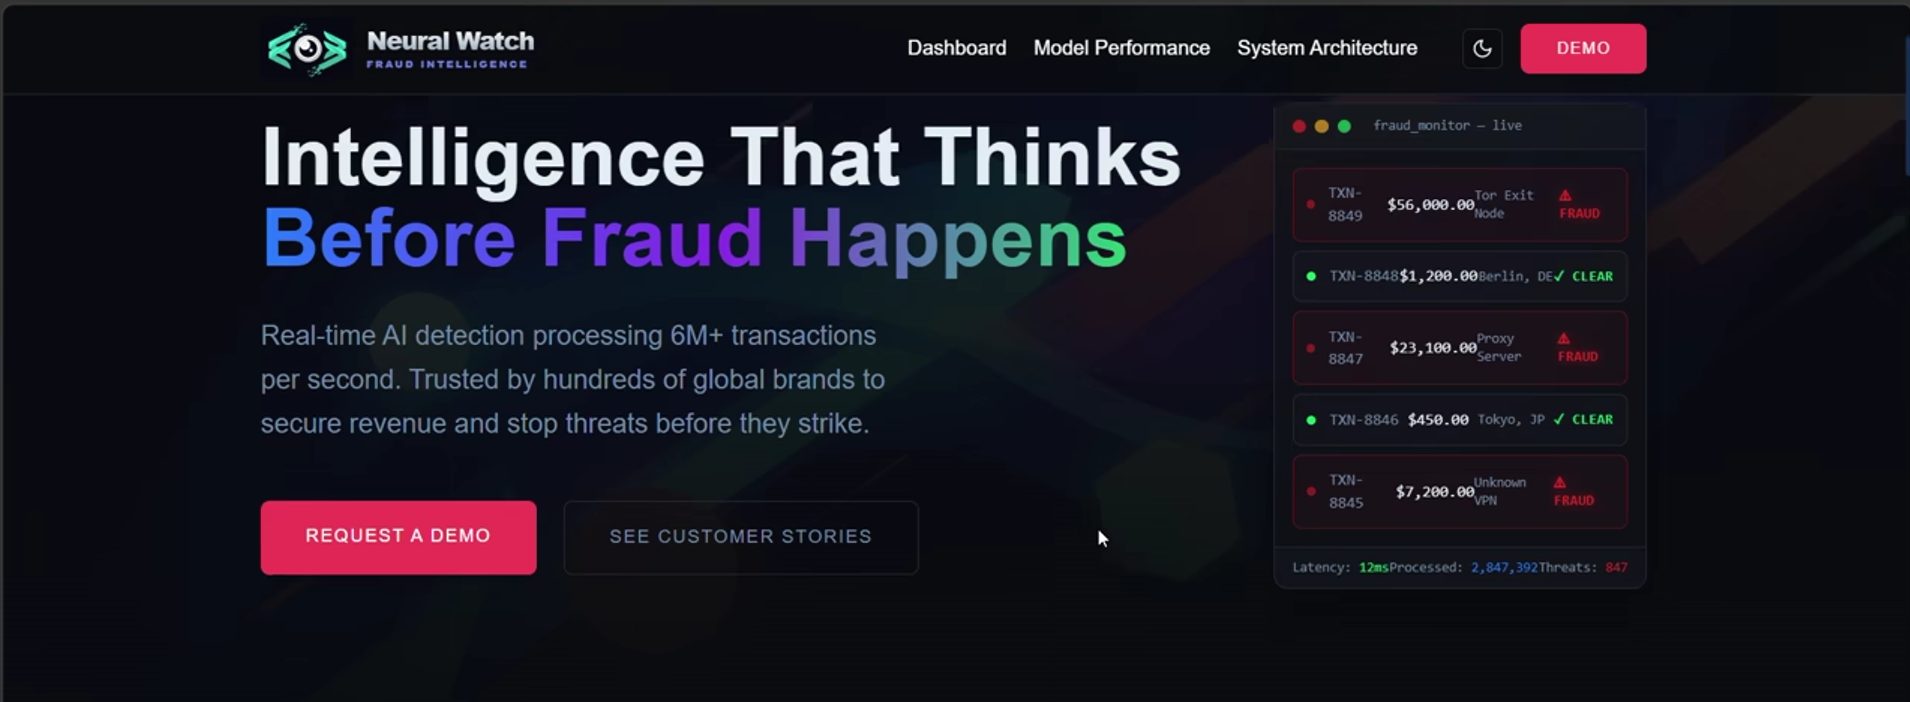 Neural Watch
FRAUD INTELLIGENCE
Dashboard Model Performance System Architecture DEMO
Intelligence That Thinks
Before Fraud Happens
Real-time AI detection processing 6M+ transactions
per second. Trusted by hundreds of global brands to
secure revenue and stop threats before they strike.
REQUEST A DEMO SEE CUSTOMER STORIES
fraud_monitor — live
TXN-
8849
$56,000.00
Tor Exit
Node
⚠
FRAUD
TXN-8848 $1,200.00 Berlin, DE ✓ CLEAR
TXN-
8847
$23,100.00
Proxy
Server
⚠
FRAUD
TXN-8846 $450.00 Tokyo, JP ✓ CLEAR
TXN-
8845
$7,200.00
Unknown
VPN
⚠
FRAUD
Latency: 12ms Processed: 2,847,392 Threats: 847